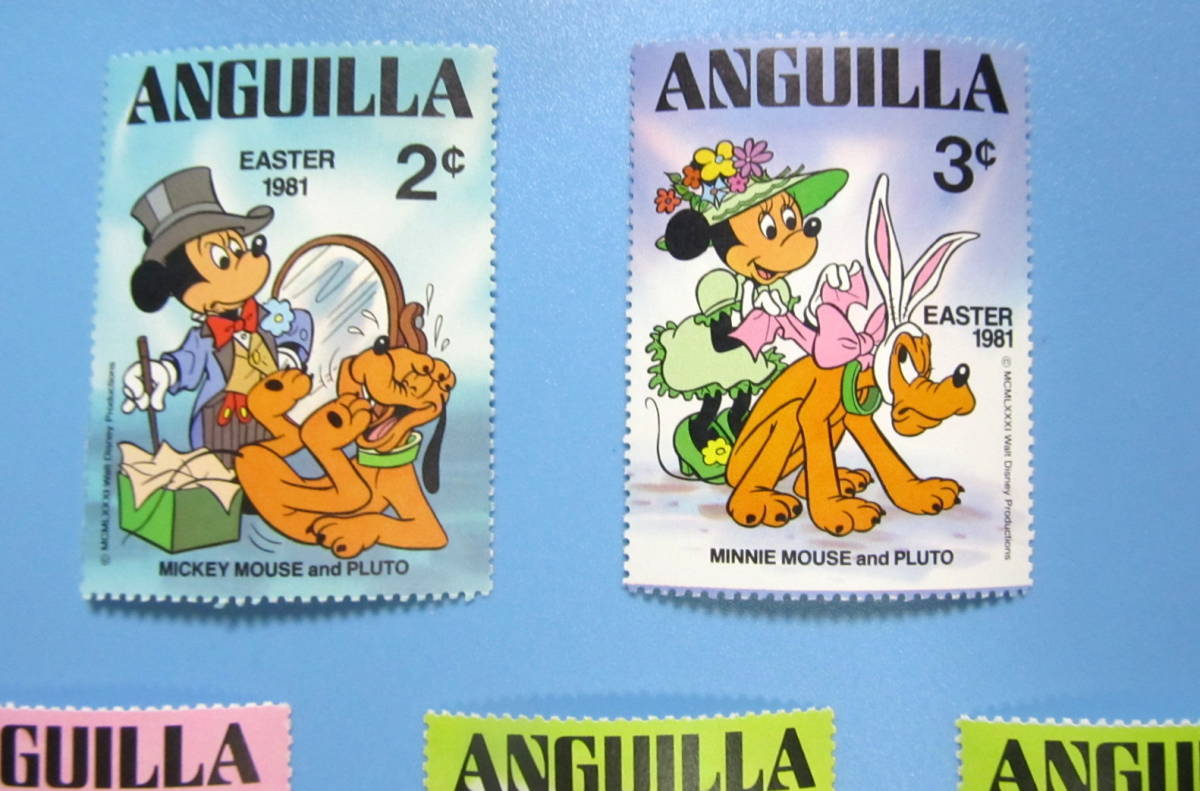 ANGUILLA
EASTER
1981
2¢
© MCMLXXXI Walt Disney Productions
MICKEY MOUSE and PLUTO
ANGUILLA
3¢
EASTER
1981
© MCMLXXXI Walt Disney Productions
MINNIE MOUSE and PLUTO
GUILLA
ANGUILLA
ANGUI